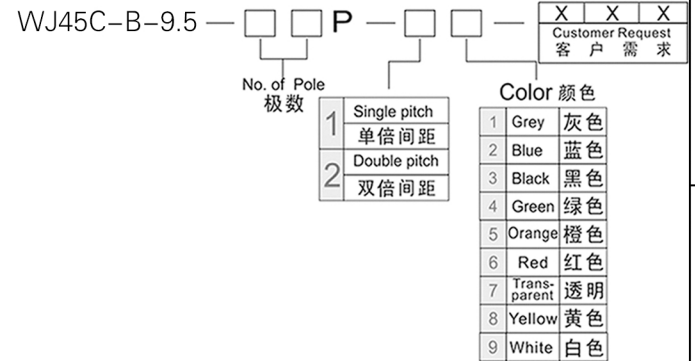 WJ45C-B-9.5 — □ □ P — □ □ — X X X
Customer Request
客 户 需 求
No. of Pole
极数
1 Single pitch
单倍间距
2 Double pitch
双倍间距
Color 颜色
1 Grey 灰色
2 Blue 蓝色
3 Black 黑色
4 Green 绿色
5 Orange 橙色
6 Red 红色
7 Trans-
parent 透明
8 Yellow 黄色
9 White 白色